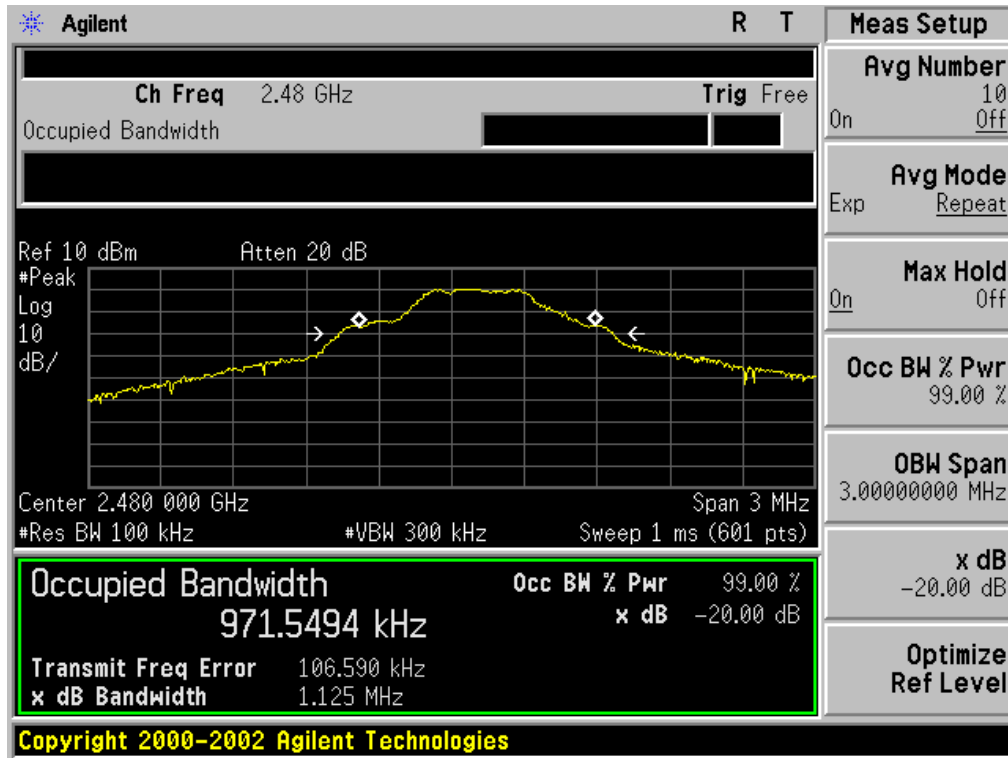 Agilent R T
Ch Freq 2.48 GHz Trig Free
Occupied Bandwidth
Ref 10 dBm Atten 20 dB
#Peak
Log
10
dB/
Center 2.480 000 GHz Span 3 MHz
#Res BW 100 kHz #VBW 300 kHz Sweep 1 ms (601 pts)
Occupied Bandwidth
971.5494 kHz
Occ BW % Pwr 99.00 %
x dB -20.00 dB
Transmit Freq Error 106.590 kHz
x dB Bandwidth 1.125 MHz
Copyright 2000-2002 Agilent Technologies
Meas Setup
Avg Number
10
On Off
Avg Mode
Exp Repeat
Max Hold
On Off
Occ BW % Pwr
99.00 %
OBW Span
3.00000000 MHz
x dB
-20.00 dB
Optimize
Ref Level